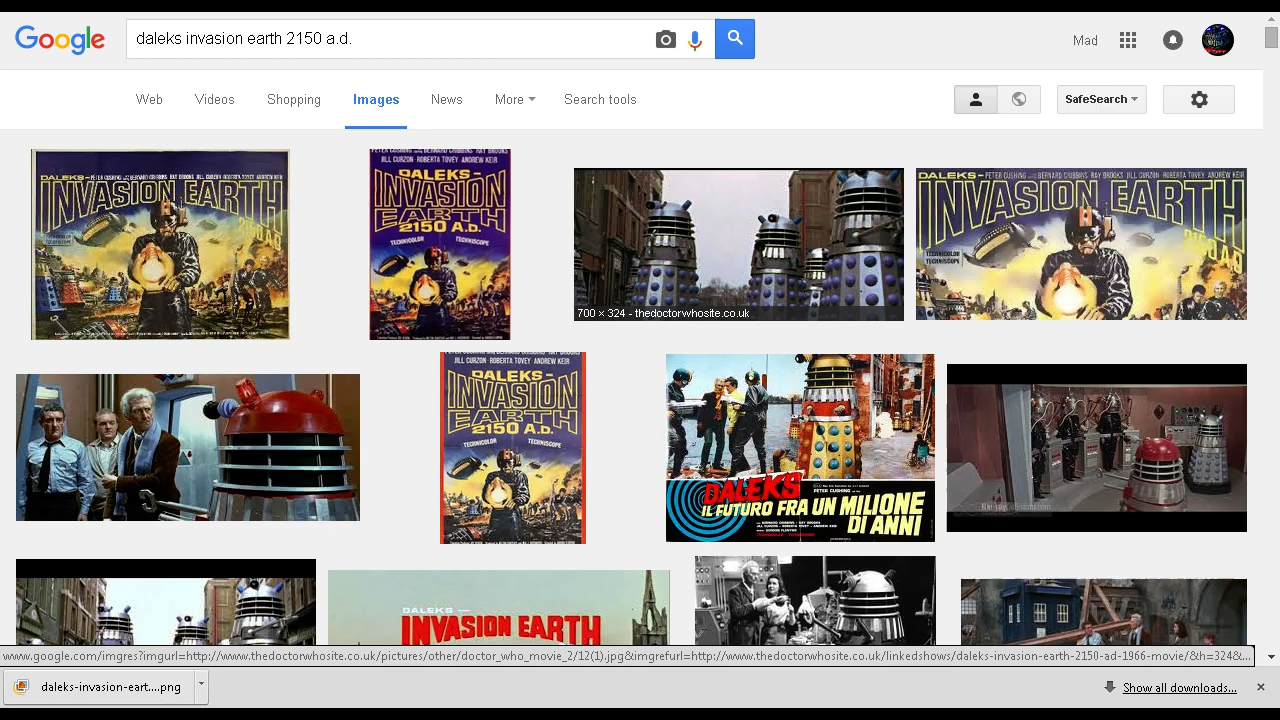 Google
daleks invasion earth 2150 a.d.
Mad
Web
Videos
Shopping
Images
News
More
Search tools
SafeSearch
DALEKS-
INVASION EARTH
TECHNICOLOR
TECHNISCOPE
JILL CURZON · ROBERTA TOVEY · ANDREW KEIR
DALEKS-
INVASION
EARTH
2150 A.D.
TECHNICOLOR
TECHNISCOPE
700 × 324 - thedoctorwhosite.co.uk
DALEKS- PETER CUSHING BERNARD CRIBBINS RAY BROOKS JILL CURZON ROBERTA TOVEY ANDREW KEIR
INVASION EARTH
TECHNICOLOR
TECHNISCOPE
JILL CURZON · ROBERTA TOVEY · ANDREW KEIR
DALEKS-
INVASION
EARTH
2150 A.D.
TECHNICOLOR
TECHNISCOPE
DALEKS
PETER CUSHING
IL FUTURO FRA UN MILIONE
DI ANNI
DALEKS —
INVASION EARTH
www.google.com/imgres?imgurl=http://www.thedoctorwhosite.co.uk/pictures/other/doctor_who_movie_2/12(1).jpg&imgrefurl=http://www.thedoctorwhosite.co.uk/linkedshows/daleks-invasion-earth-2150-ad-1966-movie/&h=324&...
daleks-invasion-eart....png
Show all downloads...